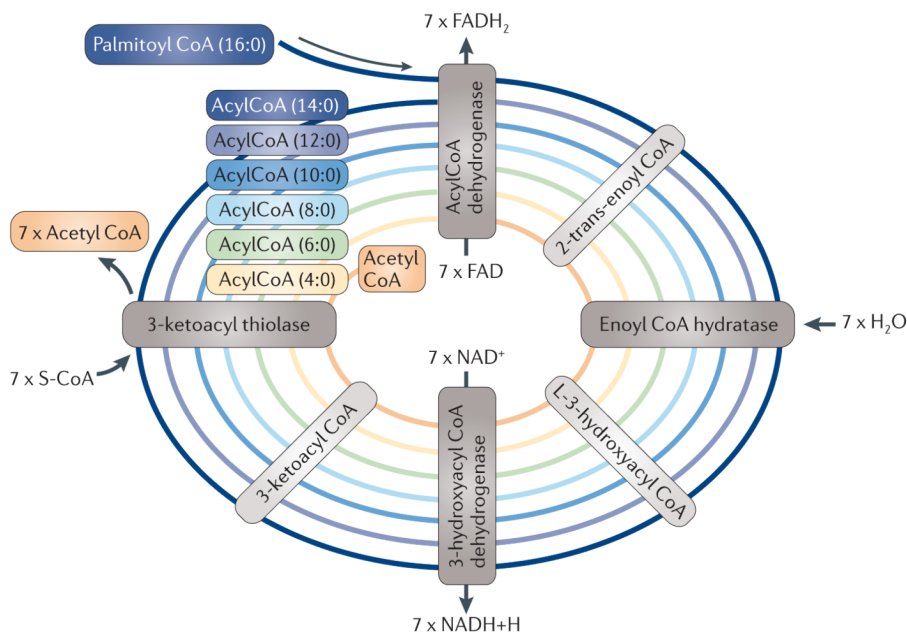 7 x FADH₂
Palmitoyl CoA (16:0)
AcylCoA (14:0)
AcylCoA (12:0)
AcylCoA (10:0)
AcylCoA (8:0)
AcylCoA (6:0)
AcylCoA (4:0)
Acetyl
CoA
AcylCoA
dehydrogenase
7 x FAD
2-trans-enoyl CoA
7 x Acetyl CoA
3-ketoacyl thiolase
7 x S-CoA
Enoyl CoA hydratase
7 x H₂O
7 x NAD⁺
3-ketoacyl CoA
3-hydroxyacyl CoA
dehydrogenase
L-3-hydroxyacyl CoA
7 x NADH+H